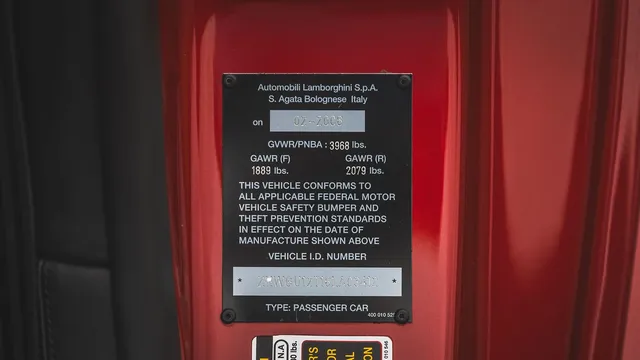 Automobili Lamborghini S.p.A.
S. Agata Bolognese Italy
on 02-2006
GVWR/PNBA : 3968 lbs.
GAWR (F) GAWR (R)
1889 lbs. 2079 lbs.
THIS VEHICLE CONFORMS TO
ALL APPLICABLE FEDERAL MOTOR
VEHICLE SAFETY BUMPER AND
THEFT PREVENTION STANDARDS
IN EFFECT ON THE DATE OF
MANUFACTURE SHOWN ABOVE
VEHICLE I.D. NUMBER
TYPE: PASSENGER CAR